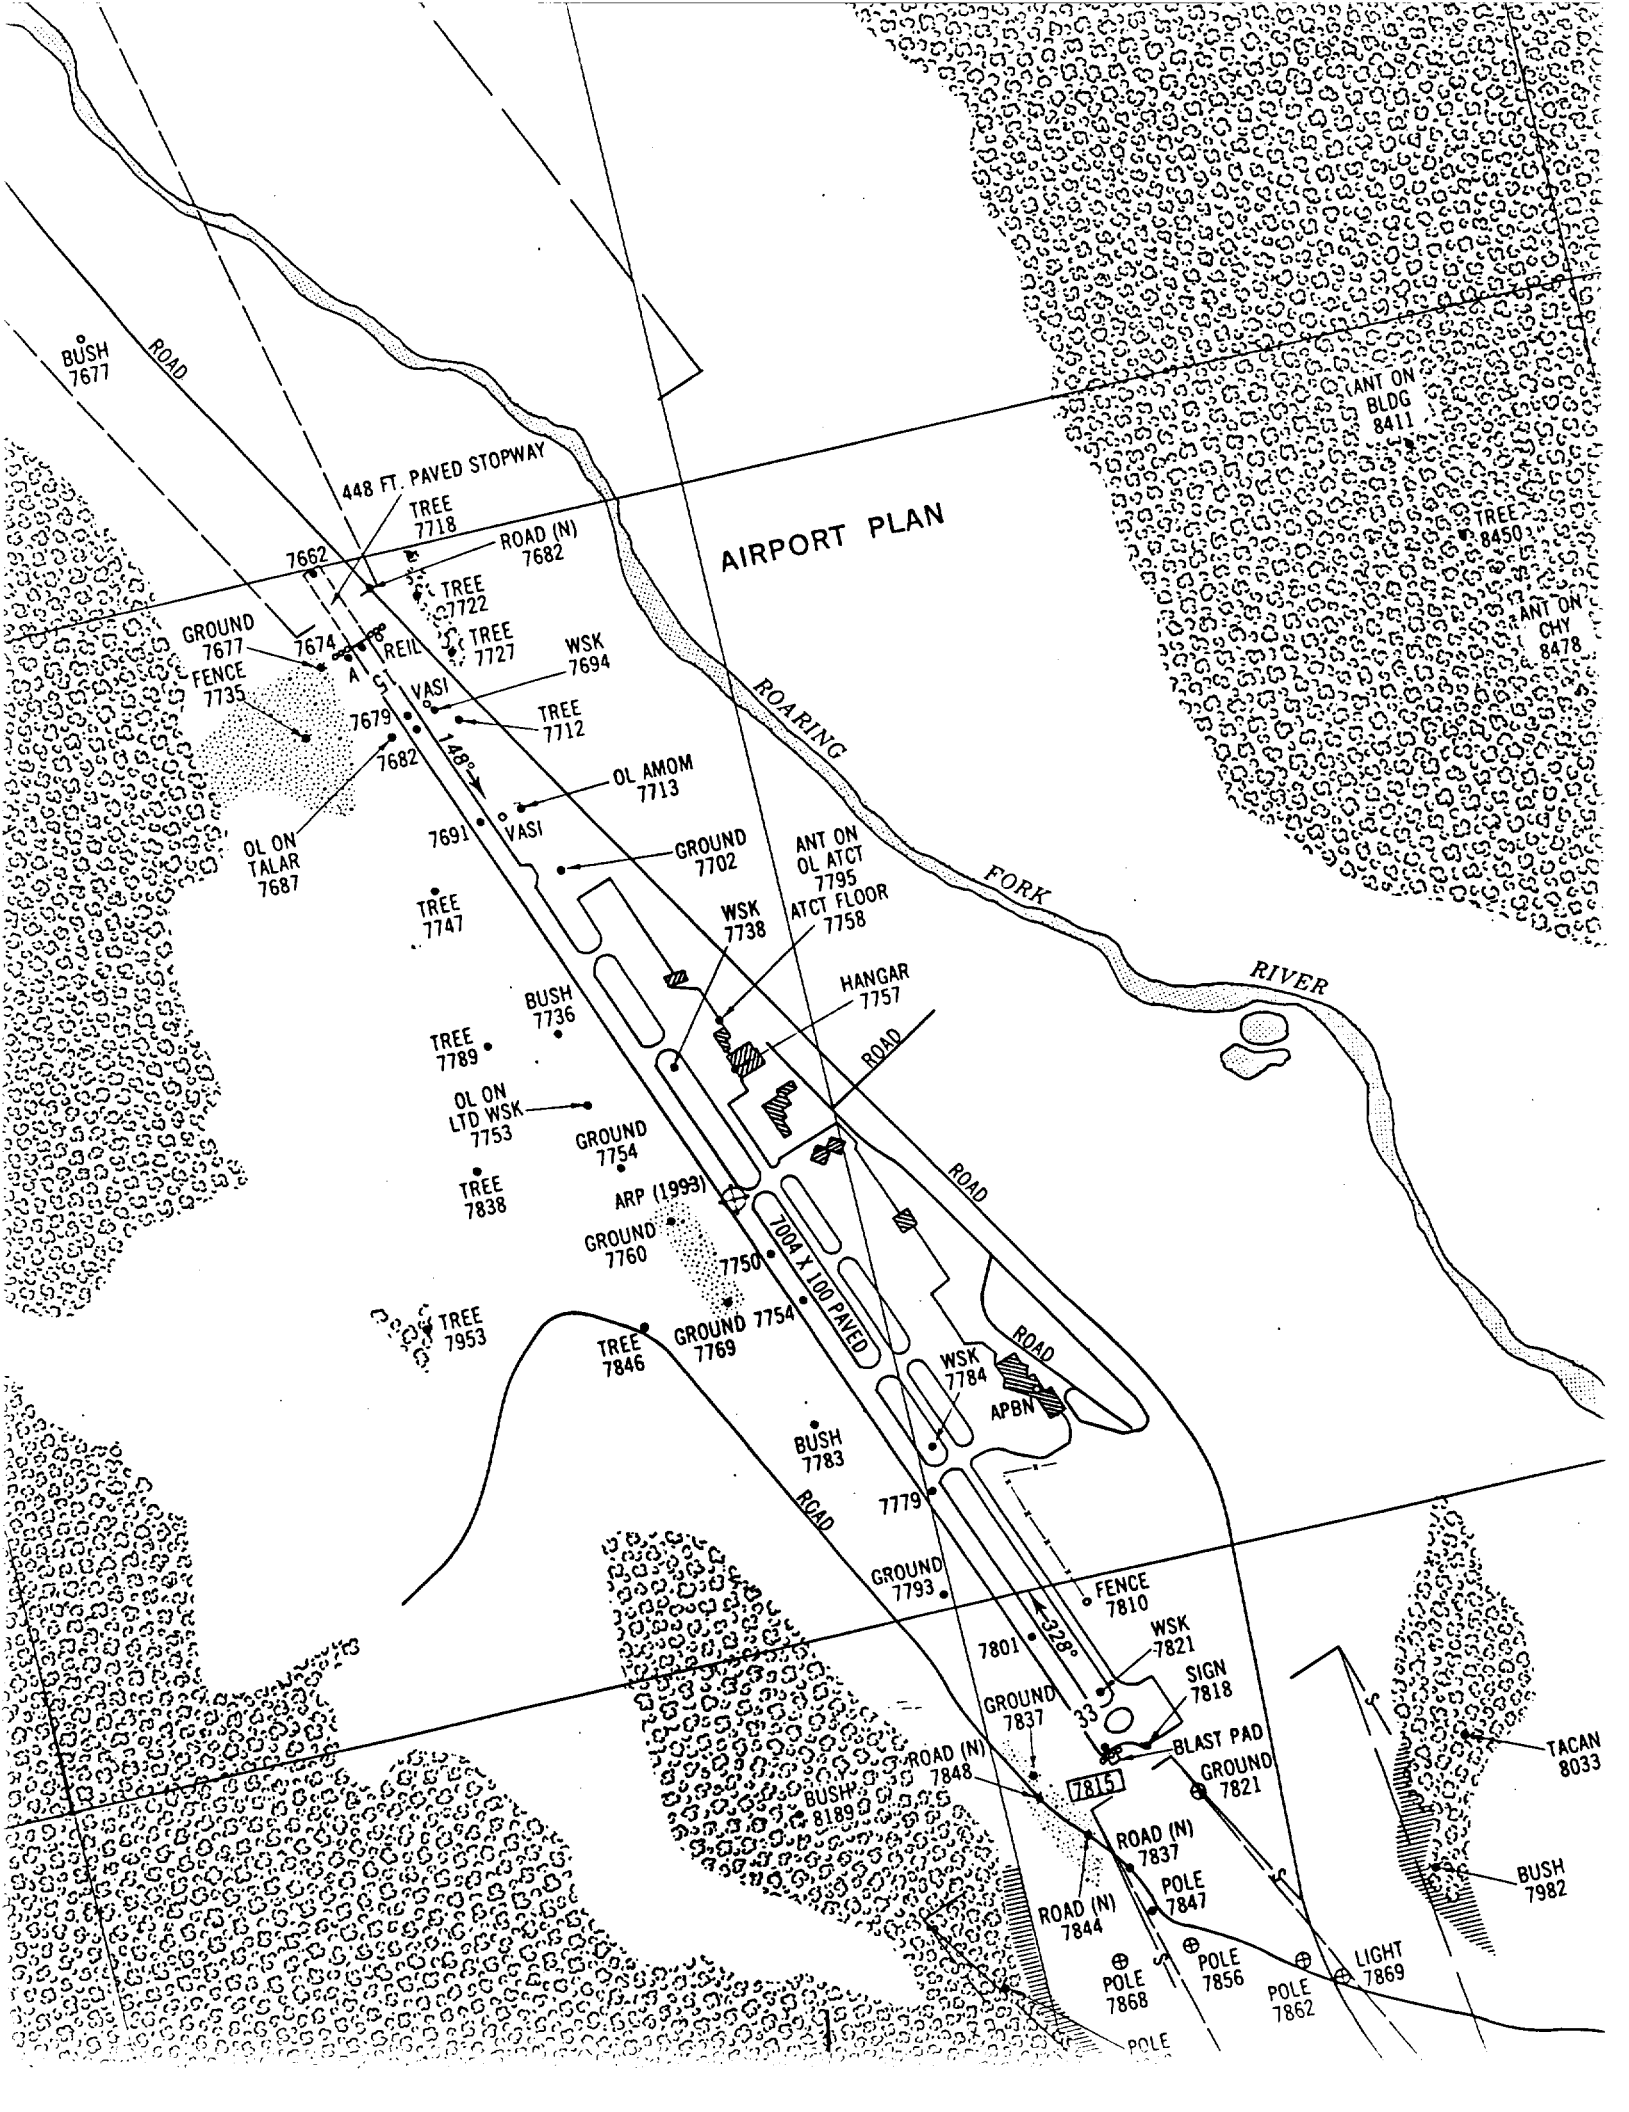 BUSH
7677
ROAD
448 FT. PAVED STOPWAY
TREE
7718
ROAD (N)
7682
AIRPORT PLAN
7662
TREE
7722
GROUND
7677
7674
REIL
TREE
7727
WSK
7694
FENCE
7735
A
15
VASI
7679
TREE
7712
7682
148°
OL AMOM
7713
OL ON
TALAR
7687
7691
VASI
GROUND
7702
ANT ON
OL ATCT
7795
ATCT FLOOR
7758
TREE
7747
WSK
7738
HANGAR
7757
ROARING
FORK
RIVER
ANT ON
BLDG
8411
TREE
8450
ANT ON
CHY
8478
BUSH
7736
TREE
7789
ROAD
OL ON
LTD WSK
7753
GROUND
7754
TREE
7838
ARP (1993)
ROAD
GROUND
7760
7750
7004 X 100 PAVED
TREE
7953
TREE
7846
GROUND
7769
7754
ROAD
WSK
7784
APBN
BUSH
7783
ROAD
7779
GROUND
7793
FENCE
7810
7801
328°
WSK
7821
SIGN
7818
GROUND
7837
33
BLAST PAD
ROAD (N)
7848
7815
GROUND
7821
TACAN
8033
BUSH
8189
ROAD (N)
7837
POLE
7847
ROAD (N)
7844
BUSH
7982
S
S
S
POLE
7868
POLE
7856
POLE
7862
LIGHT
7869
POLE